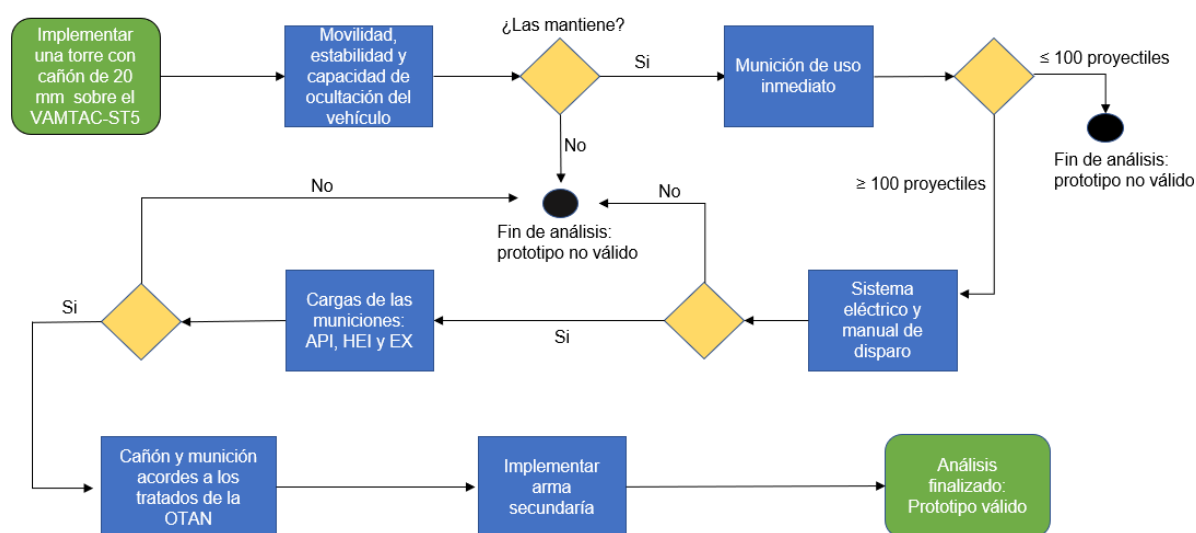 Implementar
una torre con
cañón de 20
mm sobre el
VAMTAC-ST5
Movilidad,
estabilidad y
capacidad de
ocultación del
vehículo
¿Las mantiene?
Si
No
Munición de uso
inmediato
≤ 100 proyectiles
Fin de análisis:
prototipo no válido
≥ 100 proyectiles
No
Fin de análisis:
prototipo no válido
No
Sistema
eléctrico y
manual de
disparo
Si
Cargas de las
municiones:
API, HEI y EX
Si
Cañón y munición
acordes a los
tratados de la
OTAN
Implementar
arma
secundaría
Análisis
finalizado:
Prototipo válido